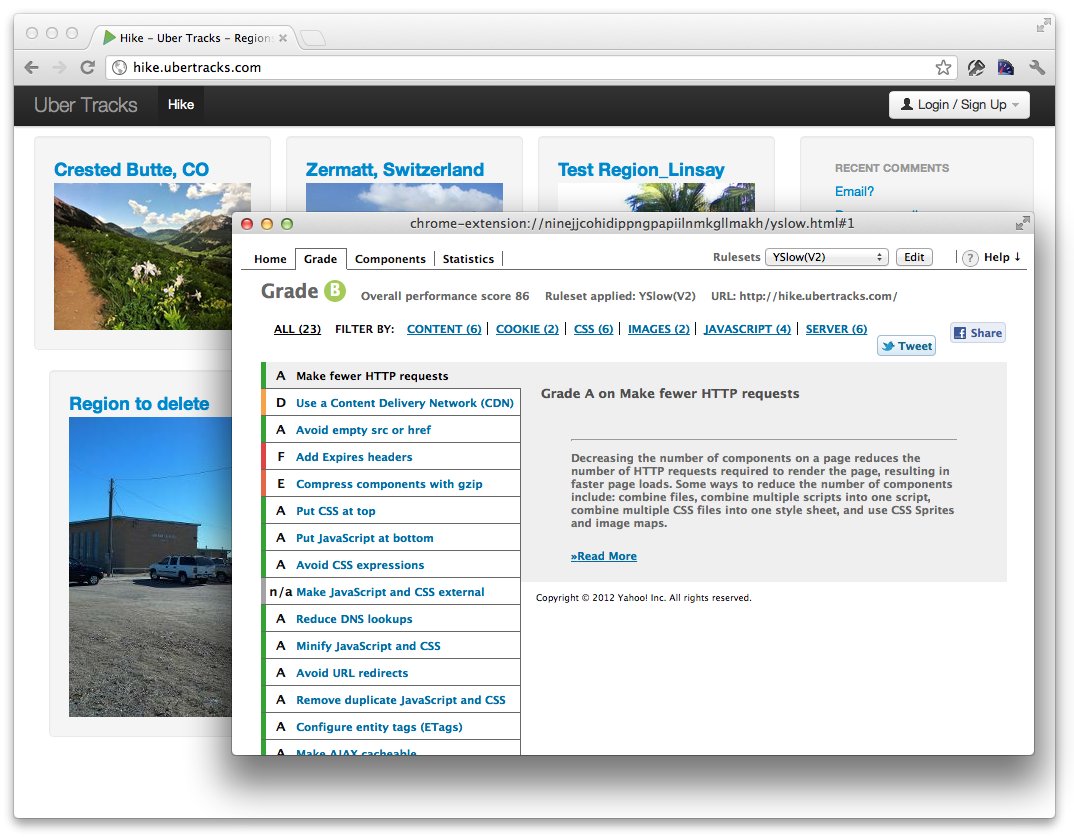 Hike – Uber Tracks – Region
hike.ubertracks.com
Uber Tracks
Hike
Login / Sign Up
Crested Butte, CO
Zermatt, Switzerland
Test Region_Linsay
RECENT COMMENTS
Email?
Region to delete
chrome-extension://ninejjcohidippngpapiilnmkgllmakh/yslow.html#1
Home
Grade
Components
Statistics
Rulesets
YSlow(V2)
Edit
? Help ↓
Grade B
Overall performance score 86
Ruleset applied: YSlow(V2)
URL: http://hike.ubertracks.com/
ALL (23)
FILTER BY:
CONTENT (6)
COOKIE (2)
CSS (6)
IMAGES (2)
JAVASCRIPT (4)
SERVER (6)
Tweet
Share
A Make fewer HTTP requests
D Use a Content Delivery Network (CDN)
A Avoid empty src or href
F Add Expires headers
E Compress components with gzip
A Put CSS at top
A Put JavaScript at bottom
A Avoid CSS expressions
n/a Make JavaScript and CSS external
A Reduce DNS lookups
A Minify JavaScript and CSS
A Avoid URL redirects
A Remove duplicate JavaScript and CSS
A Configure entity tags (ETags)
A Make AJAX cacheable
Grade A on Make fewer HTTP requests
Decreasing the number of components on a page reduces the
number of HTTP requests required to render the page, resulting in
faster page loads. Some ways to reduce the number of components
include: combine files, combine multiple scripts into one script,
combine multiple CSS files into one style sheet, and use CSS Sprites
and image maps.
»Read More
Copyright © 2012 Yahoo! Inc. All rights reserved.